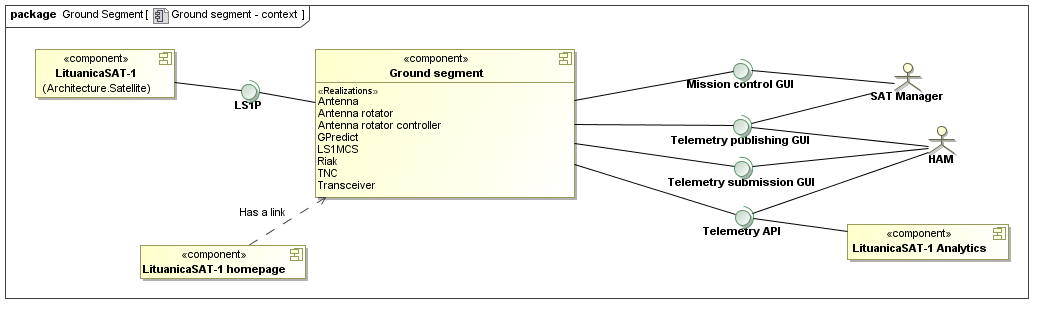 package Ground Segment [ Ground segment - context ]
«component»
LituanicaSAT-1
(Architecture.Satellite)
LS1P
«component»
Ground segment
«Realizations»
Antenna
Antenna rotator
Antenna rotator controller
GPredict
LS1MCS
Riak
TNC
Transceiver
Mission control GUI
SAT Manager
Telemetry publishing GUI
HAM
Telemetry submission GUI
Telemetry API
«component»
LituanicaSAT-1 Analytics
Has a link
«component»
LituanicaSAT-1 homepage